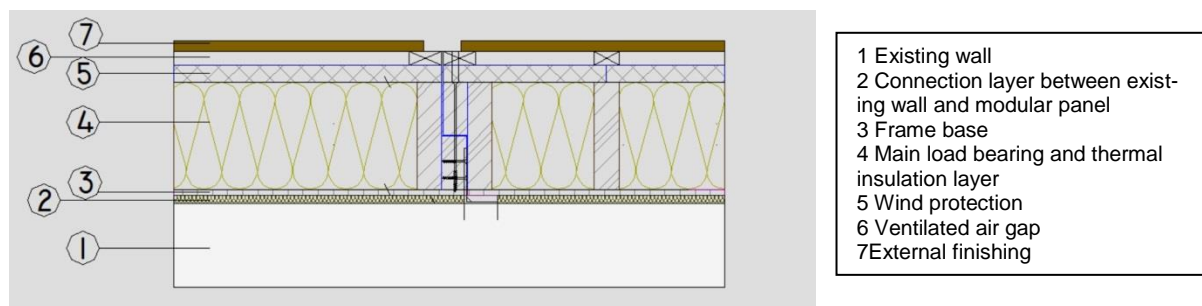 7
6
5
4
3
2
1
1 Existing wall
2 Connection layer between exist-
ing wall and modular panel
3 Frame base
4 Main load bearing and thermal
insulation layer
5 Wind protection
6 Ventilated air gap
7External finishing